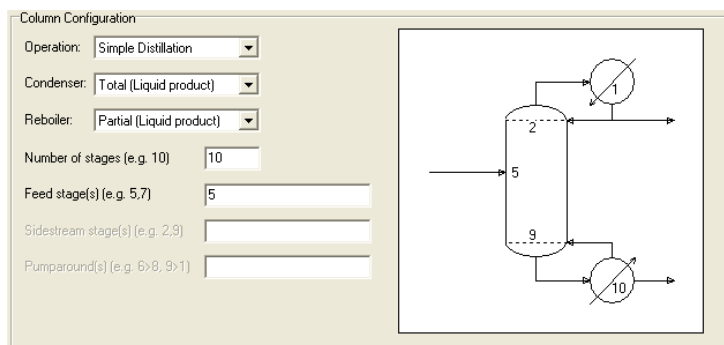 Column Configuration
Operation: Simple Distillation
Condenser: Total (Liquid product)
Reboiler: Partial (Liquid product)
Number of stages (e.g. 10) 10
Feed stage(s) (e.g. 5,7) 5
Sidestream stage(s) (e.g. 2,9)
Pumparound(s) (e.g. 6>8, 9>1)
1
2
5
9
10